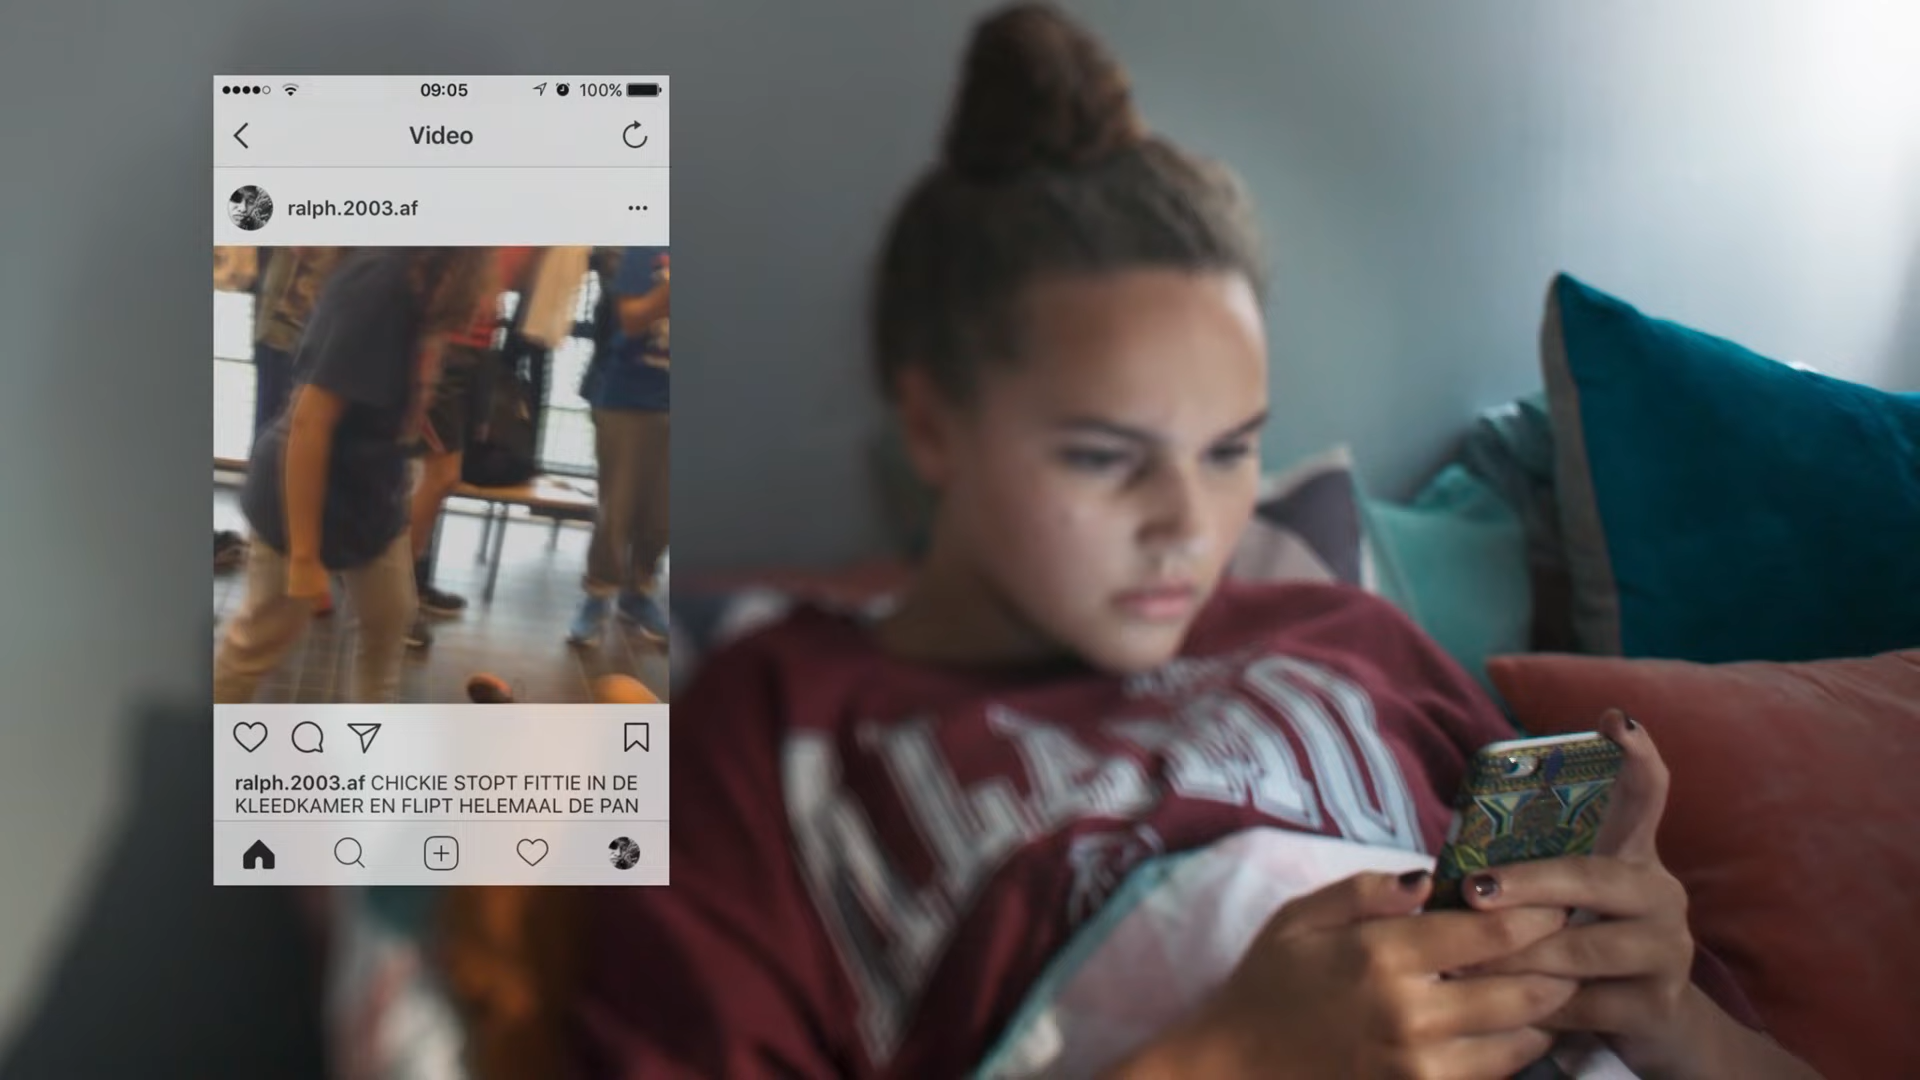 09:05 100%
Video
ralph.2003.af
ralph.2003.af CHICKIE STOPT FITTIE IN DE
KLEEDKAMER EN FLIPT HELEMAAL DE PAN